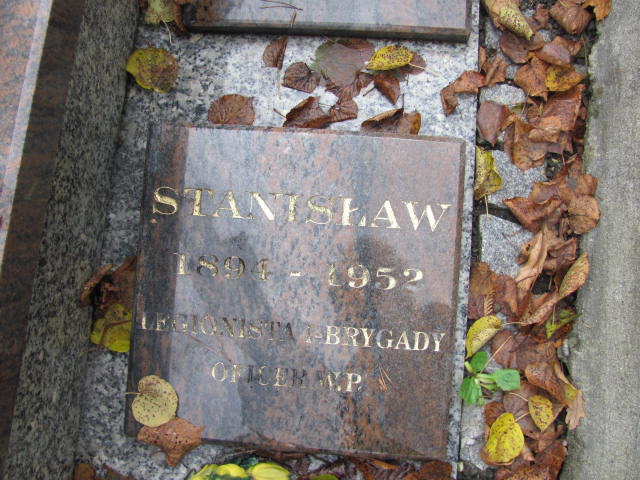 STANISŁAW
1894 - 1952
LEGIONISTA I-BRYGADY
OFICER W.P.